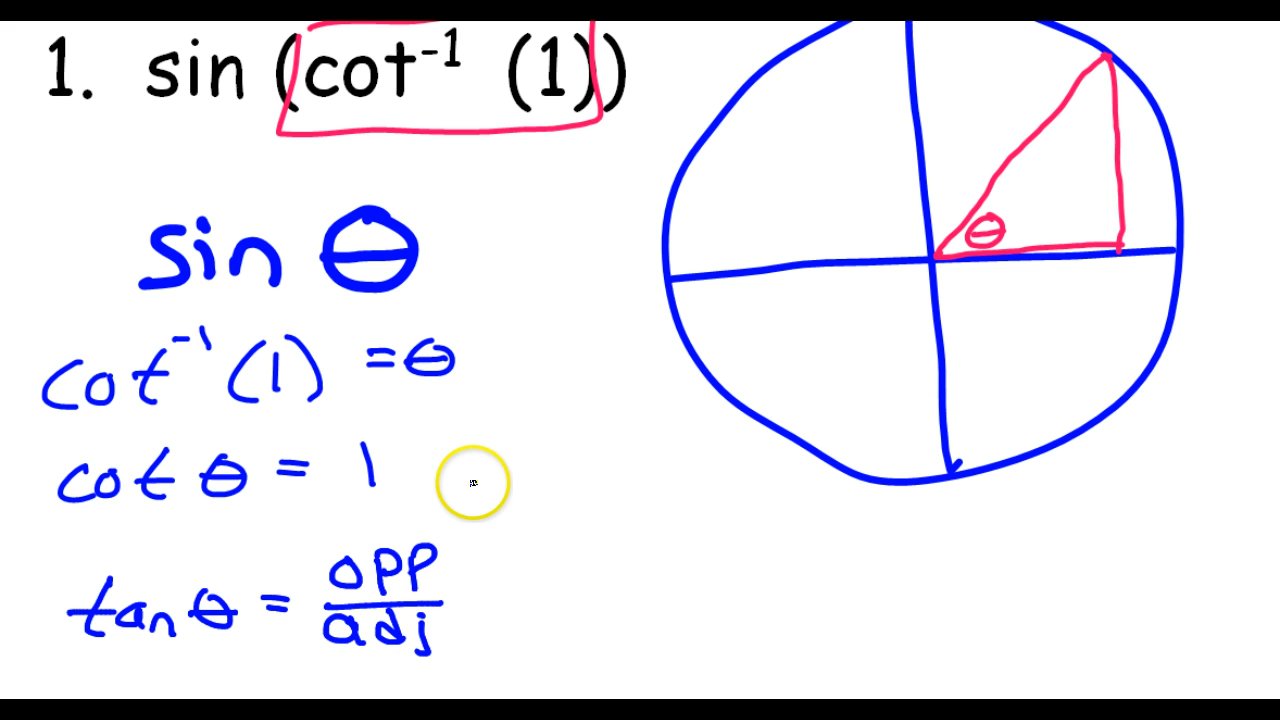 1. sin (cot⁻¹ (1))
sin θ
θ
cot⁻¹ (1) = θ
cot θ = 1
tan θ = opp/adj